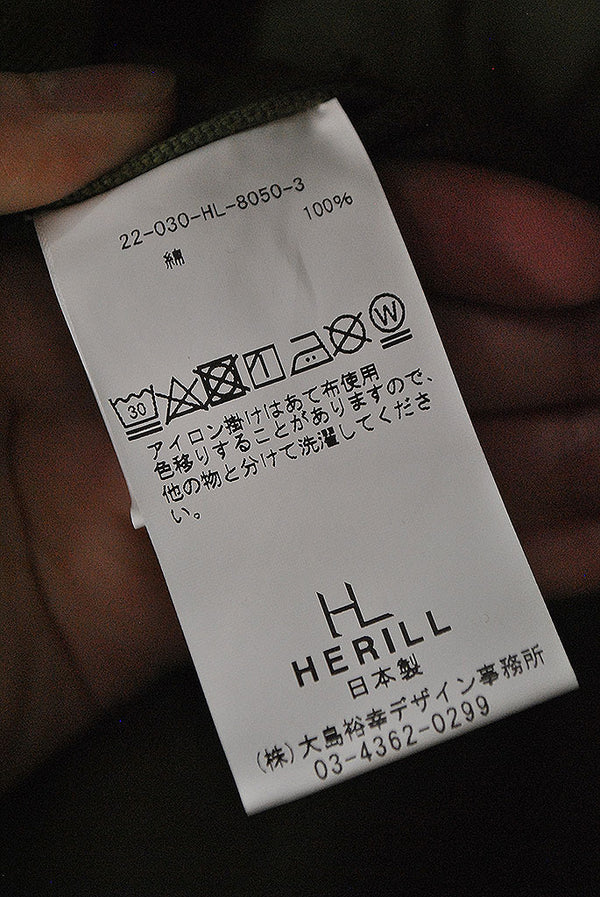 22-030-HL-8050-3
綿 100%
30 W
アイロン掛けはあて布使用
色移りすることがありますので、
他の物と分けて洗濯してくださ
い。
HL
HERILL
日本製
(株)大島裕幸デザイン事務所
03-4362-0299